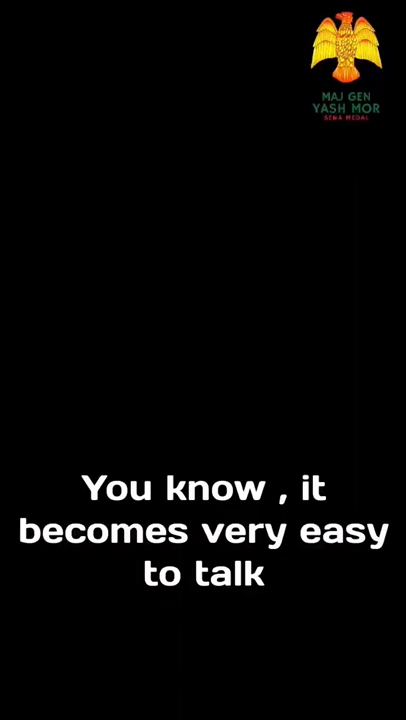 MAJ GEN
YASH MOR
SENA MEDAL
You know , it
becomes very easy
to talk